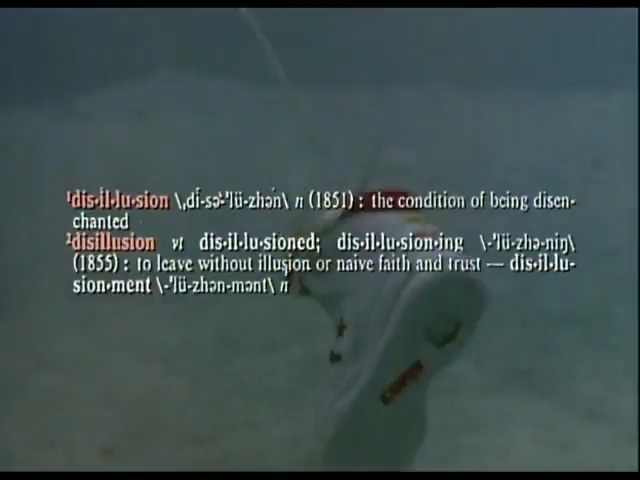 ¹dis·il·lu·sion \ˌdi-sə-ˈlü-zhən\ n (1851) : the condition of being disen-
chanted
²disillusion vt dis·il·lu·sioned; dis·il·lu·sion·ing \-ˈlü-zhə-niŋ\
(1855) : to leave without illusion or naive faith and trust — dis·il·lu-
sion·ment \-ˈlü-zhən-mənt\ n